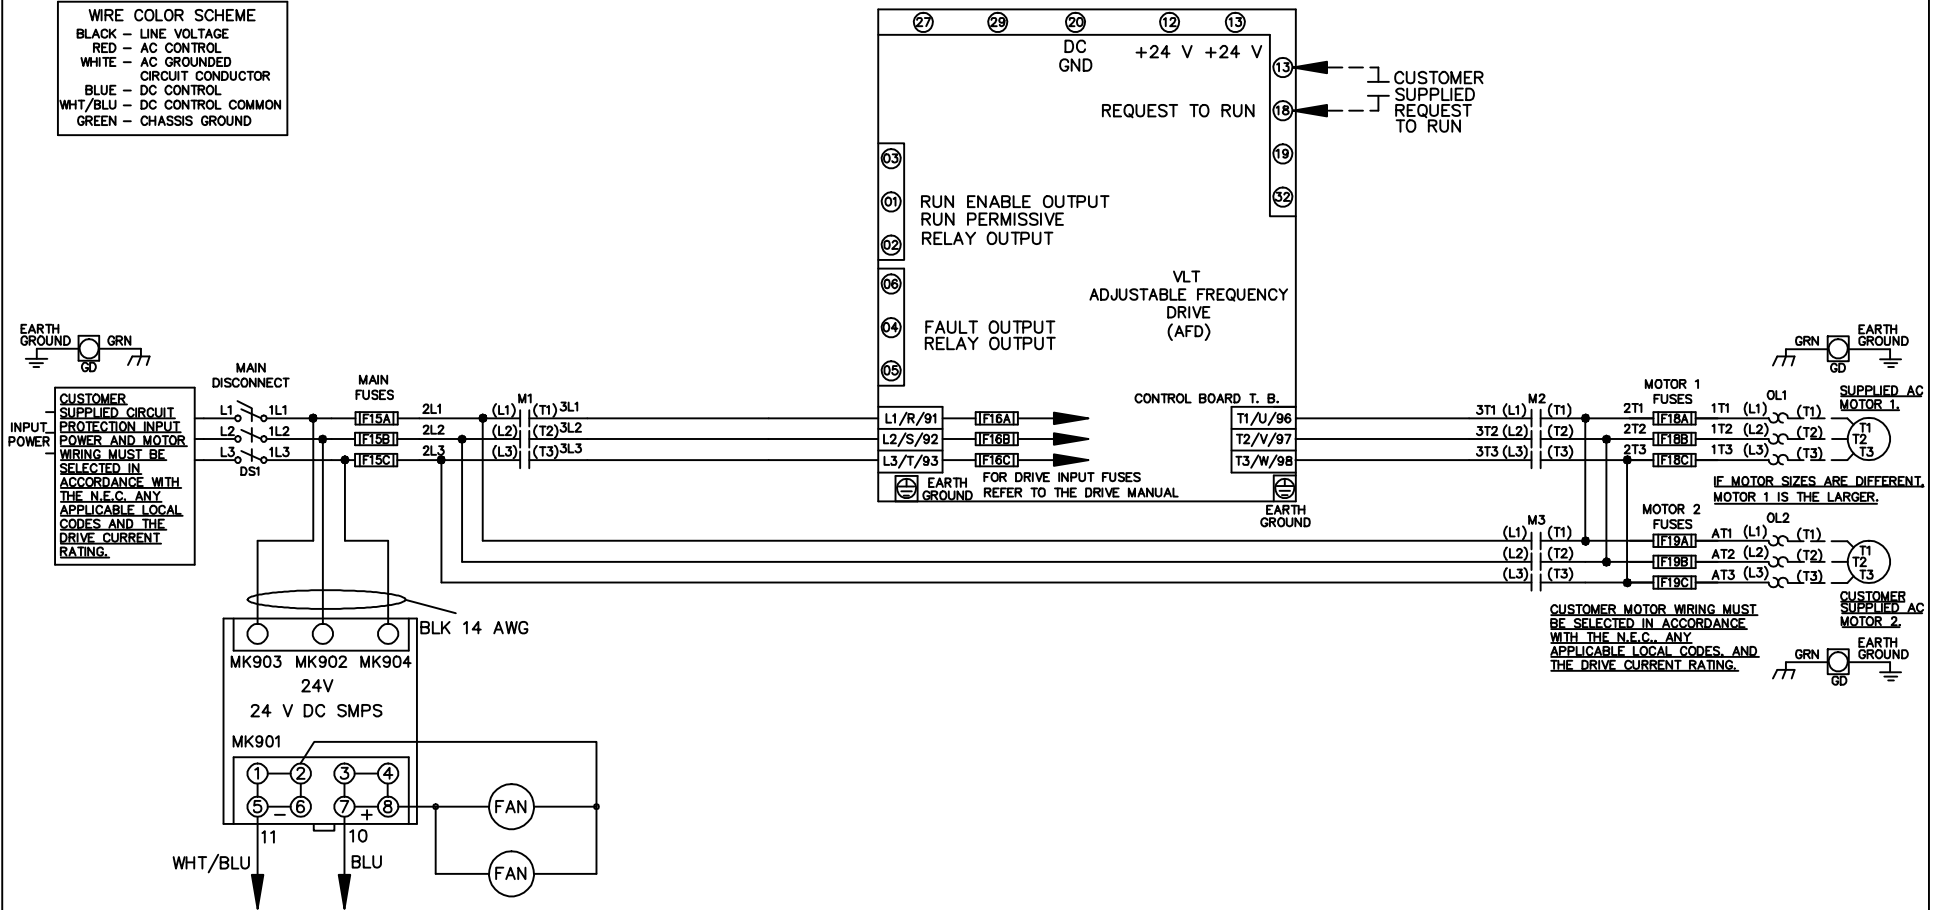 WIRE COLOR SCHEME
BLACK – LINE VOLTAGE
RED – AC CONTROL
WHITE – AC GROUNDED
CIRCUIT CONDUCTOR
BLUE – DC CONTROL
WHT/BLU – DC CONTROL COMMON
GREEN – CHASSIS GROUND
27 29 20 12 13
DC
GND
+24 V +24 V
13
REQUEST TO RUN 18
19
32
CUSTOMER
SUPPLIED
REQUEST
TO RUN
03
01
02
RUN ENABLE OUTPUT
RUN PERMISSIVE
RELAY OUTPUT
06
04
05
FAULT OUTPUT
RELAY OUTPUT
VLT
ADJUSTABLE FREQUENCY
DRIVE
(AFD)
CONTROL BOARD T. B.
EARTH
GROUND
GRN
GD
INPUT
POWER
CUSTOMER
SUPPLIED CIRCUIT
PROTECTION INPUT
POWER AND MOTOR
WIRING MUST BE
SELECTED IN
ACCORDANCE WITH
THE N.E.C. ANY
APPLICABLE LOCAL
CODES AND THE
DRIVE CURRENT
RATING.
MAIN
DISCONNECT
L1 1L1
L2 1L2
L3 1L3
DS1
MAIN
FUSES
F15A
F15B
F15C
2L1
2L2
2L3
M1
(L1) (T1) 3L1
(L2) (T2) 3L2
(L3) (T3) 3L3
L1/R/91 F16A
L2/S/92 F16B
L3/T/93 F16C
EARTH
GROUND
FOR DRIVE INPUT FUSES
REFER TO THE DRIVE MANUAL
T1/U/96
T2/V/97
T3/W/98
EARTH
GROUND
M2
3T1 (L1) (T1)
3T2 (L2) (T2)
3T3 (L3) (T3)
MOTOR 1
FUSES
2T1 F18A 1T1
2T2 F18B 1T2
2T3 F18C 1T3
OL1
(L1) (T1)
(L2) (T2)
(L3) (T3)
T1
T2
T3
GRN
GD
EARTH
GROUND
SUPPLIED AC
MOTOR 1.
IF MOTOR SIZES ARE DIFFERENT,
MOTOR 1 IS THE LARGER.
M3
(L1) (T1)
(L2) (T2)
(L3) (T3)
MOTOR 2
FUSES
F19A AT1
F19B AT2
F19C AT3
OL2
(L1) (T1)
(L2) (T2)
(L3) (T3)
T1
T2
T3
CUSTOMER
SUPPLIED AC
MOTOR 2.
CUSTOMER MOTOR WIRING MUST
BE SELECTED IN ACCORDANCE
WITH THE N.E.C., ANY
APPLICABLE LOCAL CODES, AND
THE DRIVE CURRENT RATING.
GRN
GD
EARTH
GROUND
BLK 14 AWG
MK903 MK902 MK904
24V
24 V DC SMPS
MK901
1 2 3 4
5 – 6 7 + 8
11 10
WHT/BLU BLU
FAN
FAN